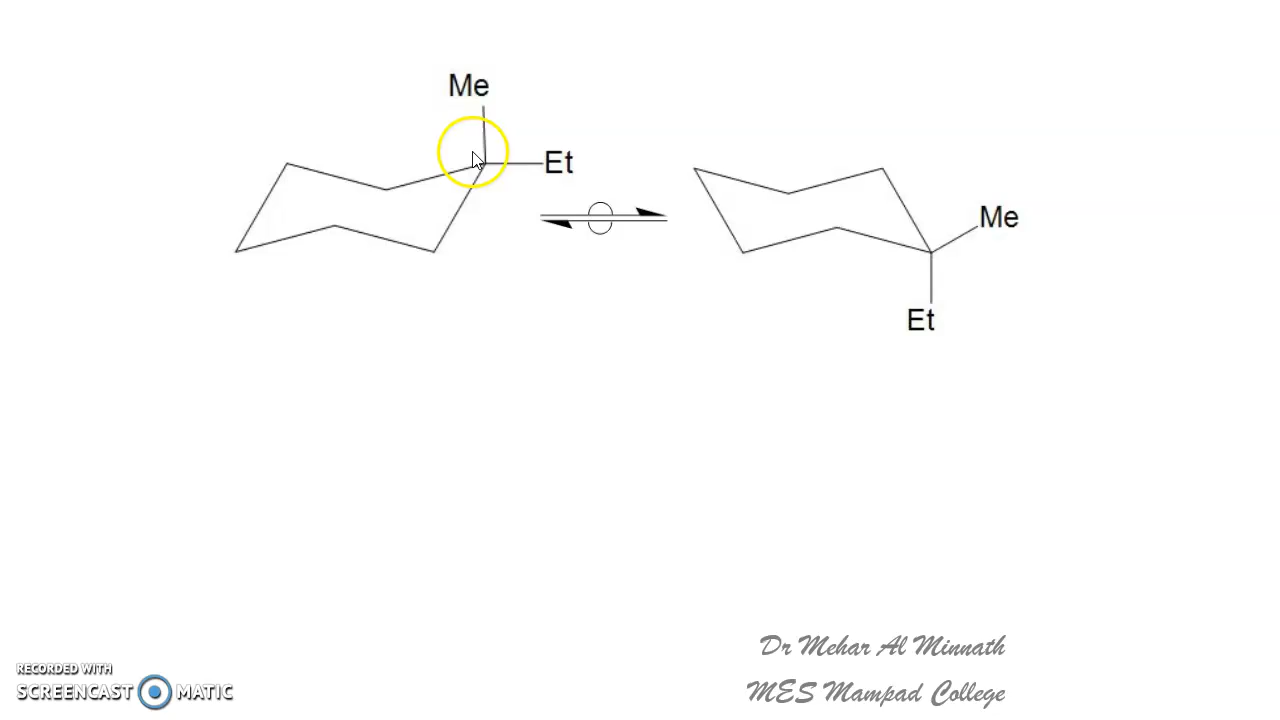 Me
Et
Me
Et
Dr Mehar Al Minnath
MES Mampad College
RECORDED WITH
SCREENCAST MATIC